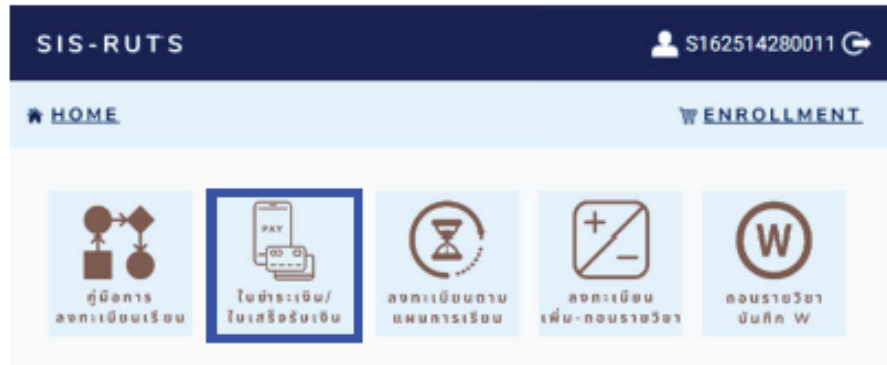 SIS-RUTS
S162514280011
HOME
ENROLLMENT
คู่มือการ
ลงทะเบียนเรียน
PAY
ใบชำระเงิน/
ใบเสร็จรับเงิน
ลงทะเบียนตาม
แผนการเรียน
+
-
ลงทะเบียน
เพิ่ม-ถอนรายวิชา
W
ถอนรายวิชา
บันทึก W